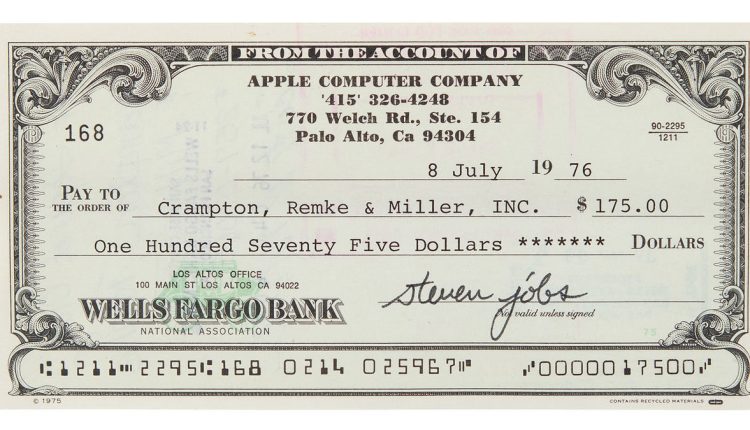 FROM THE ACCOUNT OF
APPLE COMPUTER COMPANY
'415' 326-4248
770 Welch Rd., Ste. 154
Palo Alto, Ca 94304
168
90-2295
1211
8 July 19 76
PAY TO
THE ORDER OF Crampton, Remke & Miller, INC. $ 175.00
One Hundred Seventy Five Dollars ******* DOLLARS
LOS ALTOS OFFICE
100 MAIN ST LOS ALTOS CA 94022
WELLS FARGO BANK
NATIONAL ASSOCIATION
steven jobs
Not valid unless signed
75
⑆1211⑉2295⑆168 0214 025967⑈ ⑇0000017500⑇
© 1975
CONTAINS RECYCLED MATERIALS